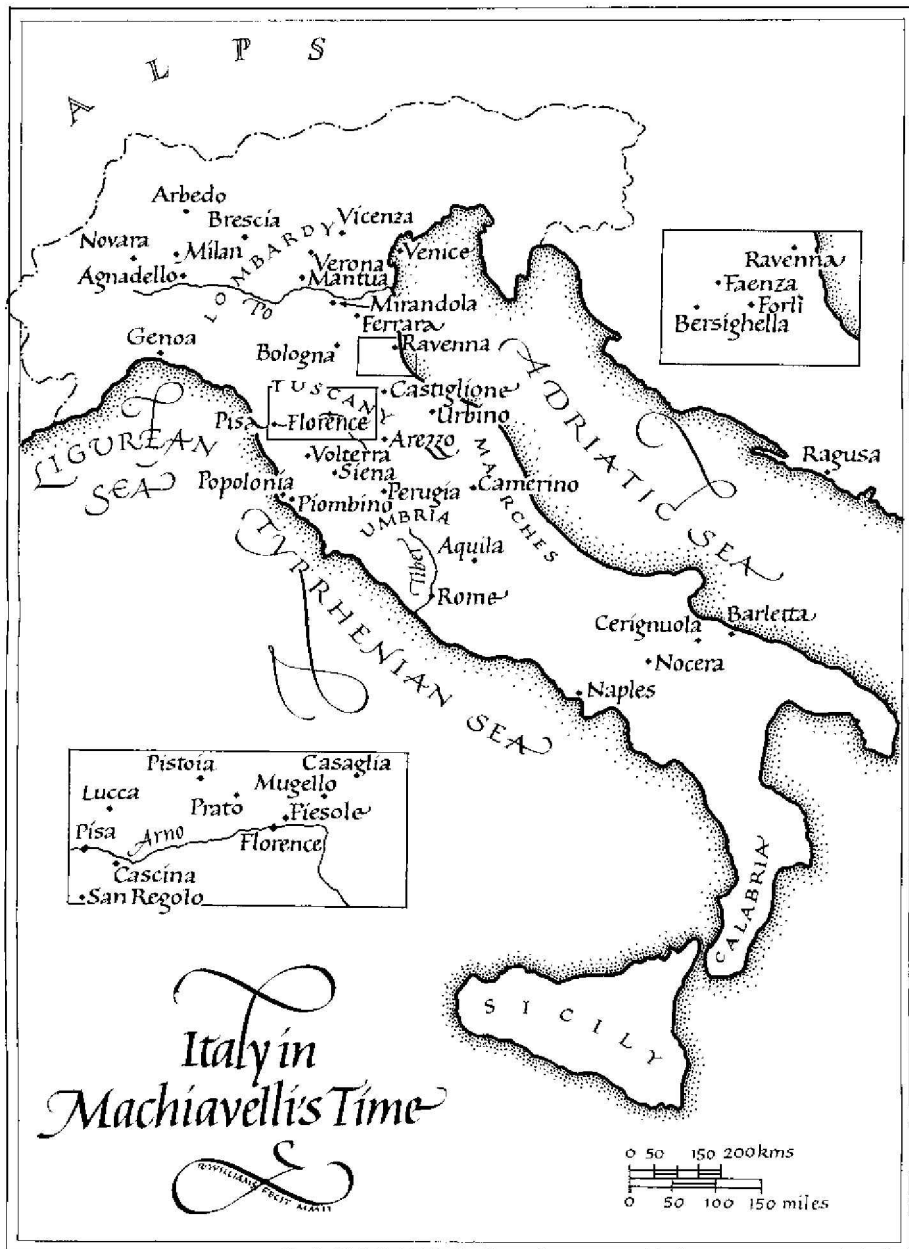 ALPS
Arbedo
Brescia
Vicenza
Novara
Milan
LOMBARDY
Verona
Venice
Agnadello
Mantua
Po
Mirandola
Ferrara
Genoa
Bologna
Ravenna
Ravenna
Faenza
Forlì
Bersighella
TUSCANY
Castiglione
ADRIATIC SEA
Pisa
Florence
Urbino
Arezzo
LIGUREAN
SEA
Volterra
Siena
MARCHES
Ragusa
Popolonia
Piombino
Perugia
Camerino
UMBRIA
TYRRHENIAN SEA
Tiber
Aquila
Rome
Cerignuola
Barletta
Nocera
Naples
Pistoia
Casaglia
Lucca
Prato
Mugello
Fiesole
Pisa
Arno
Florence
Cascina
San Regolo
CALABRIA
SICILY
Italy in
Machiavelli's Time
R.WILLIAMS FECIT MMII
0 50 150 200 kms
0 50 100 150 miles